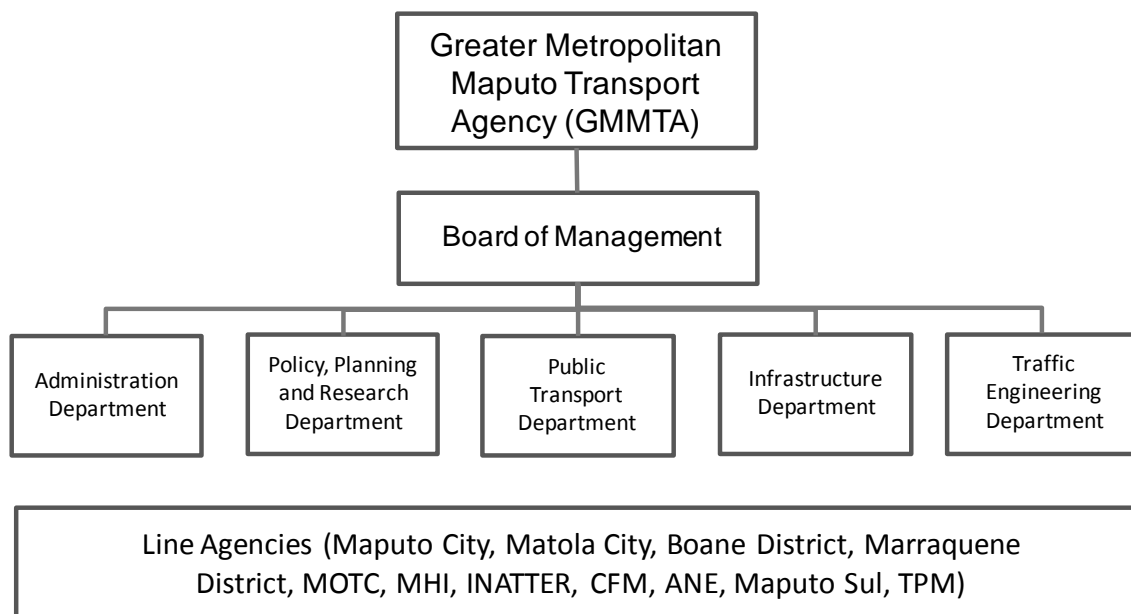 Greater Metropolitan
Maputo Transport
Agency (GMMTA)
Board of Management
Administration
Department
Policy, Planning
and Research
Department
Public
Transport
Department
Infrastructure
Department
Traffic
Engineering
Department
Line Agencies (Maputo City, Matola City, Boane District, Marraquene
District, MOTC, MHI, INATTER, CFM, ANE, Maputo Sul, TPM)